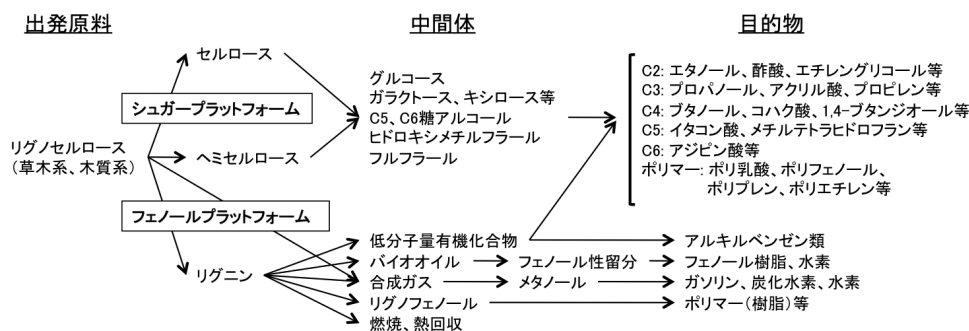 出発原料
中間体
目的物
セルロース
シュガープラットフォーム
リグノセルロース
（草木系、木質系）
ヘミセルロース
フェノールプラットフォーム
リグニン
グルコース
ガラクトース、キシロース等
C5、C6糖アルコール
ヒドロキシメチルフラール
フルフラール
低分子量有機化合物
バイオオイル
フェノール性留分
合成ガス
メタノール
リグノフェノール
燃焼、熱回収
C2: エタノール、酢酸、エチレングリコール等
C3: プロパノール、アクリル酸、プロピレン等
C4: ブタノール、コハク酸、1,4-ブタンジオール等
C5: イタコン酸、メチルテトラヒドロフラン等
C6: アジピン酸等
ポリマー: ポリ乳酸、ポリフェノール、
ポリプレン、ポリエチレン等
アルキルベンゼン類
フェノール樹脂、水素
ガソリン、炭化水素、水素
ポリマー（樹脂）等